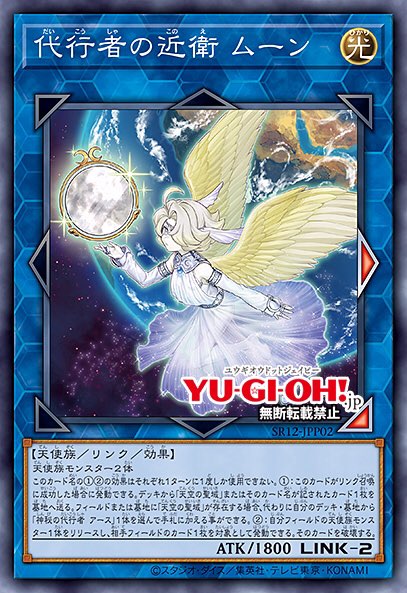 代行者の近衛 ムーン
光
ユウギオウドットジェイピー
YU-GI-OH!.jp
無断転載禁止
SR12-JPP02
【天使族／リンク／効果】
天使族モンスター２体
このカード名の①②の効果はそれぞれ１ターンに１度しか使用できない。①：このカードがリンク召喚
に成功した場合に発動できる。デッキから「天空の聖域」またはそのカード名が記されたカード１枚を
墓地へ送る。フィールドまたは墓地に「天空の聖域」が存在する場合、代わりに自分のデッキ・墓地から
「神秘の代行者 アース」１体を選んで手札に加える事ができる。②：自分フィールドの天使族モンス
ター１体をリリースし、相手フィールドのカード１枚を対象として発動できる。そのカードを破壊する。
ATK/1800 LINK-2
©スタジオ・ダイス／集英社・テレビ東京・KONAMI